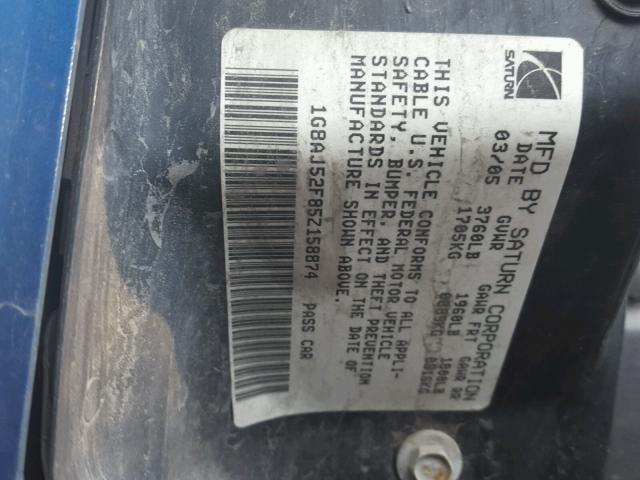 SATURN
MFD BY SATURN CORPORATION
DATE GVWR GAWR FRT GAWR RR
03/05 3760LB 1960LB 1800LB
1705KG 0889KG 0816KG
THIS VEHICLE CONFORMS TO ALL APPLI-
CABLE U.S. FEDERAL MOTOR VEHICLE
SAFETY, BUMPER, AND THEFT PREVENTION
STANDARDS IN EFFECT ON THE DATE OF
MANUFACTURE SHOWN ABOVE.
1G8AJ52F85Z158874 PASS CAR